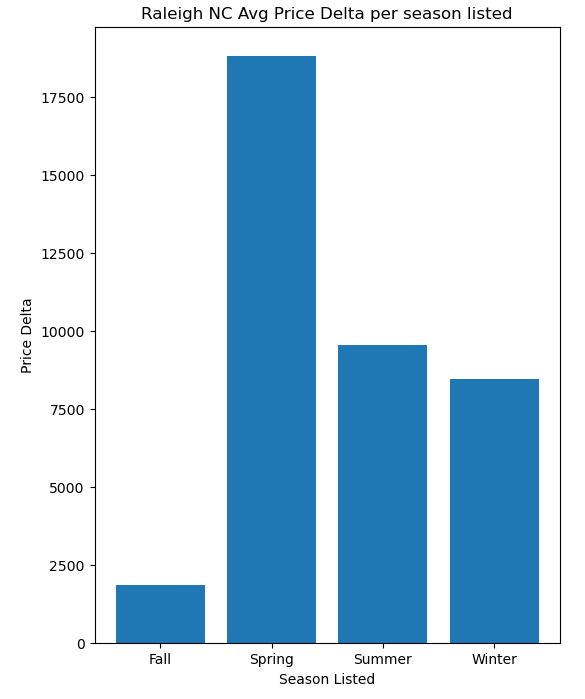 Raleigh NC Avg Price Delta per season listed
17500
15000
12500
10000
7500
5000
2500
0
Price Delta
Fall Spring Summer Winter
Season Listed